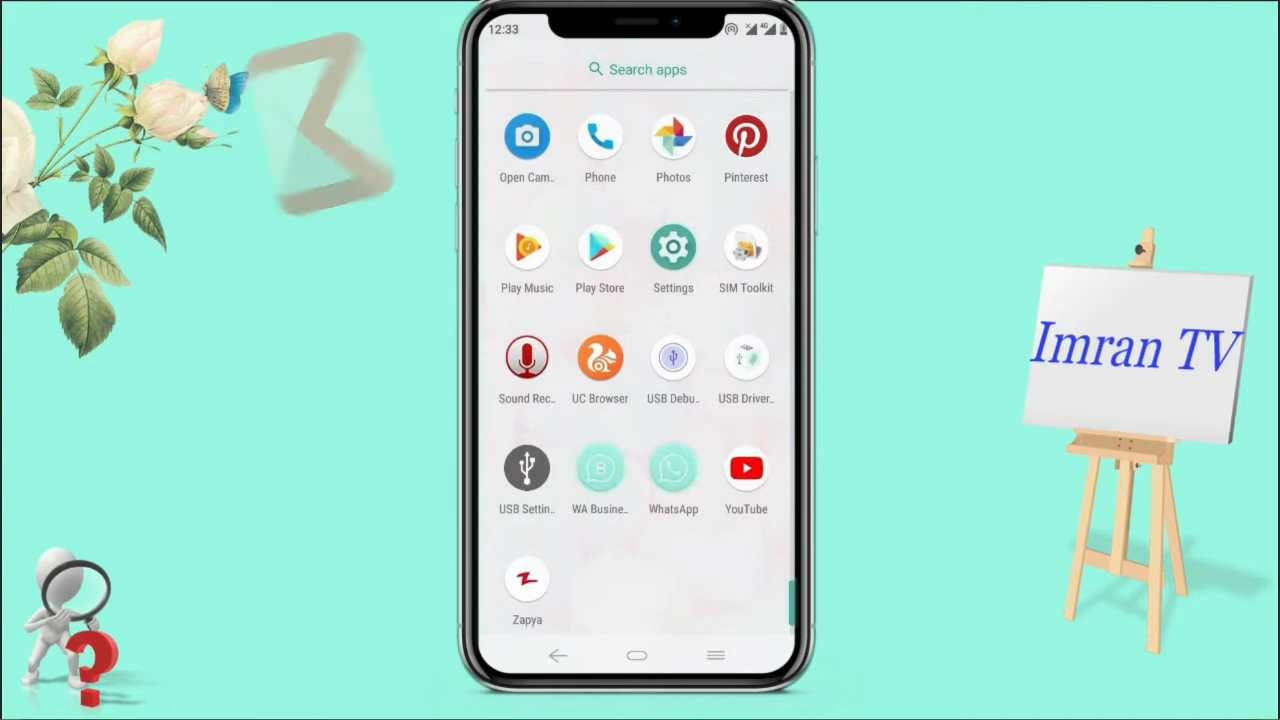 12:33
4G
Search apps
Open Cam..
Phone
Photos
Pinterest
Play Music
Play Store
Settings
SIM Toolkit
Sound Rec..
UC Browser
USB Debu..
USB Driver..
USB Settin..
WA Busine..
WhatsApp
YouTube
Zapya
Imran TV
?